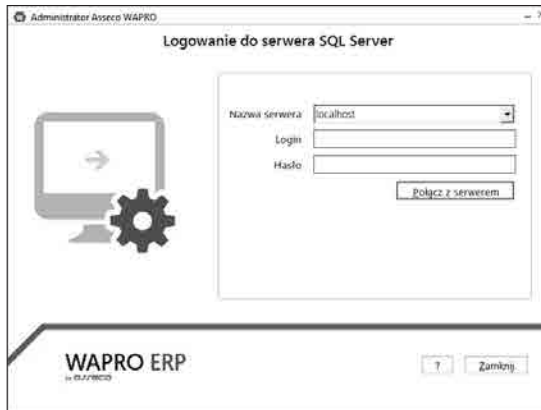 Administrator Asseco WAPRO
Logowanie do serwera SQL Server
Nazwa serwera localhost
Login
Hasło
Połącz z serwerem
WAPRO ERP
by asseco
? Zamknij